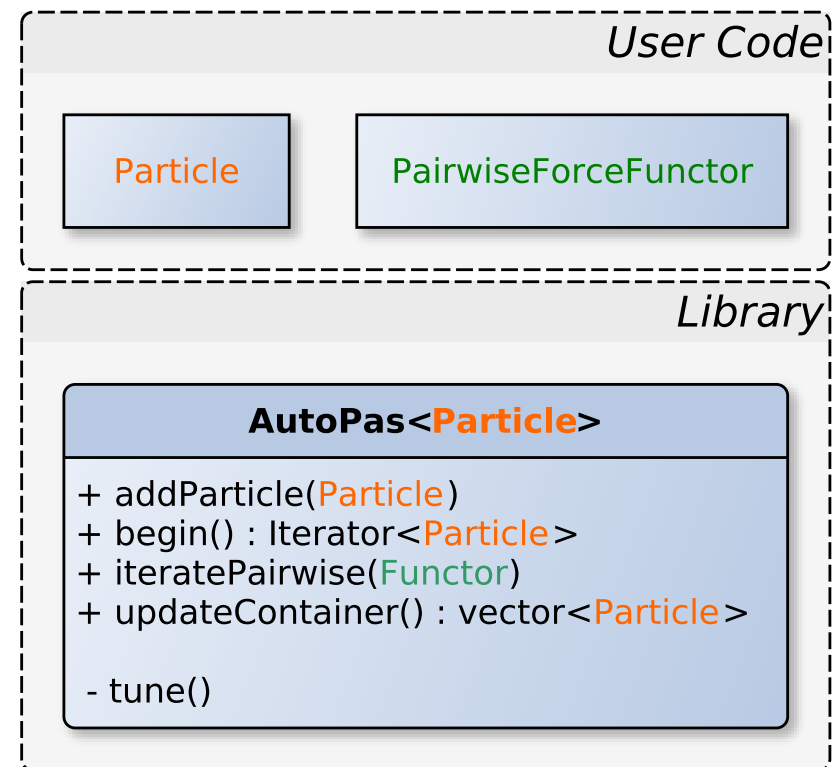 User Code
Particle
PairwiseForceFunctor
Library
AutoPas<Particle>
+ addParticle(Particle)
+ begin() : Iterator<Particle>
+ iteratePairwise(Functor)
+ updateContainer() : vector<Particle>
- tune()